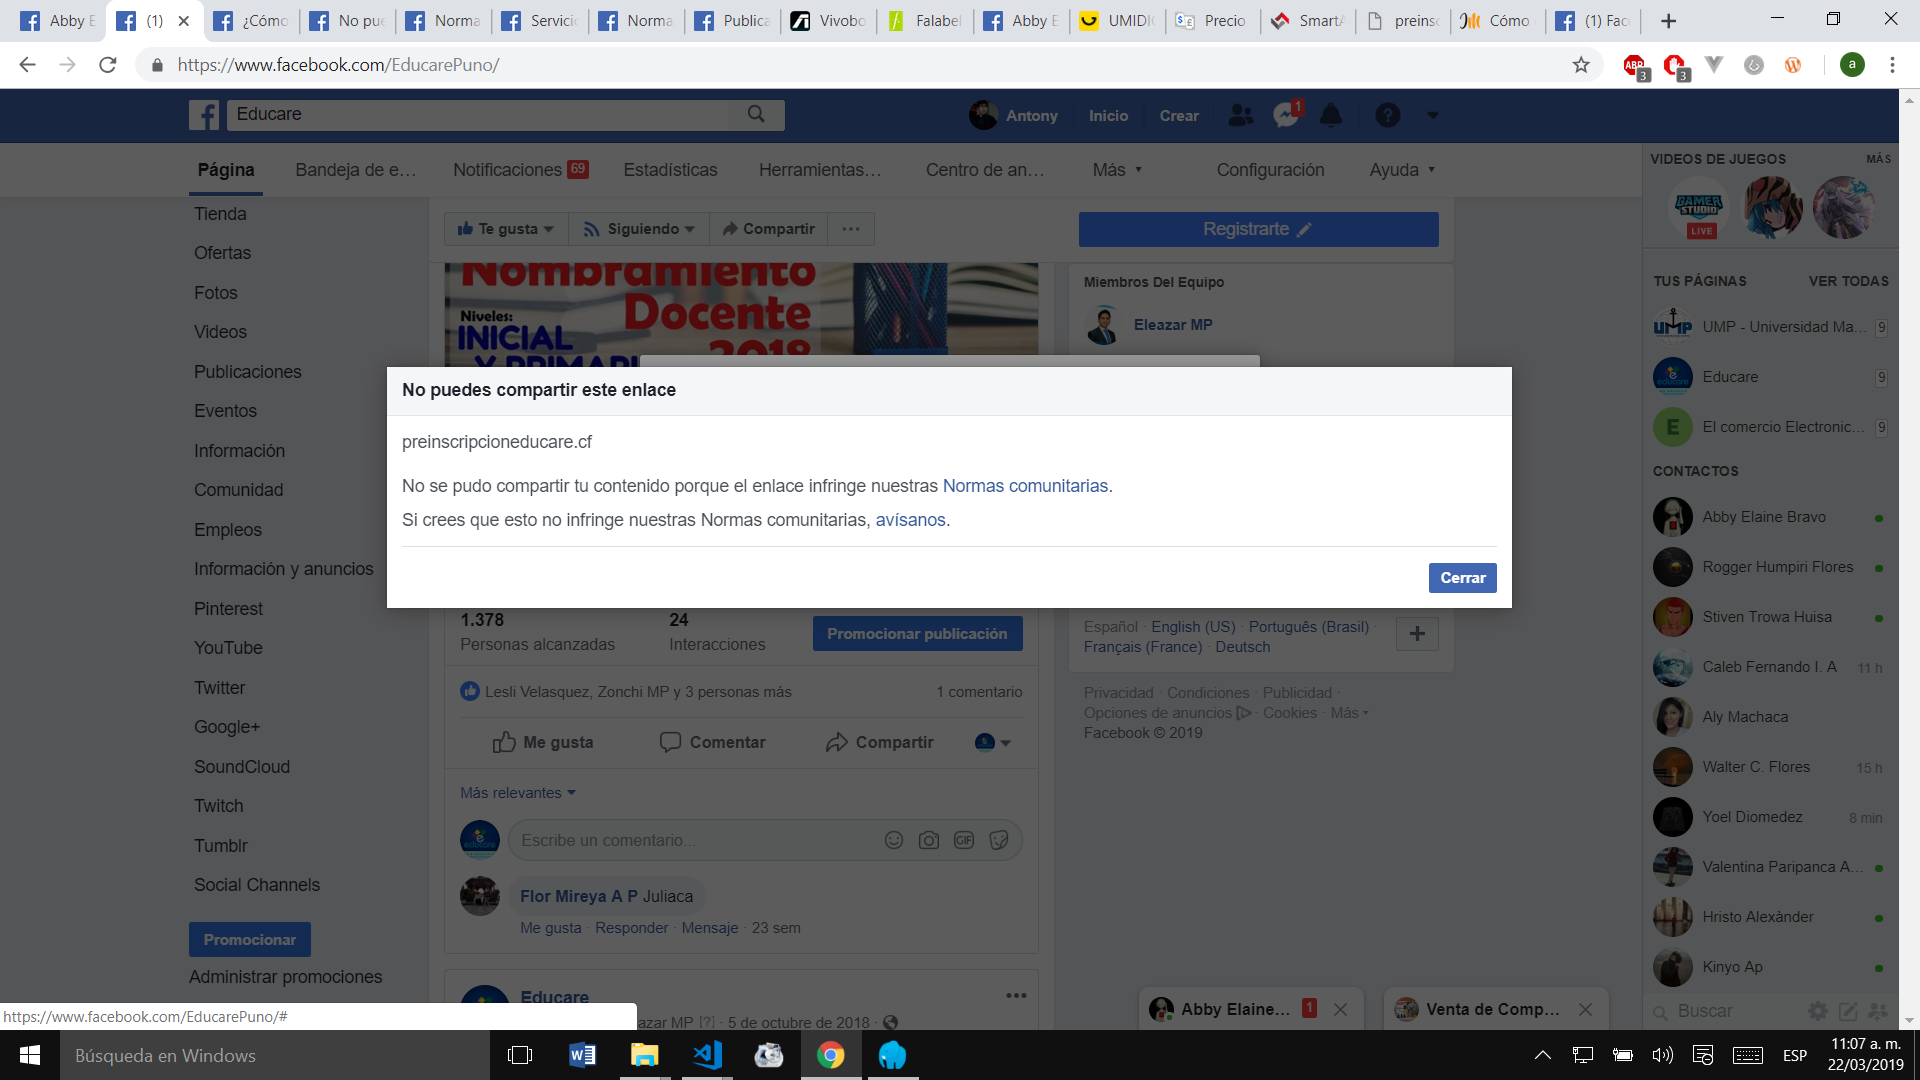 Abby E
(1)
¿Cómo
No pue
Norma
Servici
Norma
Publica
Vivobo
Falabel
Abby E
UMIDI
Precio
SmartA
preinsc
Cómo
(1) Fac
https://www.facebook.com/EducarePuno/
ABP
3
3
a
Educare
Antony
Inicio
Crear
1
Página
Bandeja de e...
Notificaciones 69
Estadísticas
Herramientas...
Centro de an...
Más
Configuración
Ayuda
Tienda
Ofertas
Fotos
Videos
Publicaciones
Eventos
Información
Comunidad
Empleos
Información y anuncios
Pinterest
YouTube
Twitter
Google+
SoundCloud
Twitch
Tumblr
Social Channels
Promocionar
Administrar promociones
https://www.facebook.com/EducarePuno/#
Te gusta
Siguiendo
Compartir
Registrarte
Nombramiento
Docente
2018
Niveles:
INICIAL
Y PRIMARI
Miembros Del Equipo
Eleazar MP
No puedes compartir este enlace
preinscripcioneducare.cf
No se pudo compartir tu contenido porque el enlace infringe nuestras Normas comunitarias.
Si crees que esto no infringe nuestras Normas comunitarias, avísanos.
Cerrar
1.378
Personas alcanzadas
24
Interacciones
Promocionar publicación
Lesli Velasquez, Zonchi MP y 3 personas más
1 comentario
Me gusta
Comentar
Compartir
Más relevantes
Escribe un comentario...
GIF
Flor Mireya A P Juliaca
Me gusta · Responder · Mensaje · 23 sem
Educare
azar MP [?] · 5 de octubre de 2018 ·
Español · English (US) · Português (Brasil) ·
Français (France) · Deutsch
Privacidad · Condiciones · Publicidad ·
Opciones de anuncios · Cookies · Más
Facebook © 2019
VIDEOS DE JUEGOS
MÁS
GAMER
STUDIO
LIVE
TUS PÁGINAS
VER TODAS
UMP
UMP - Universidad Ma...
9
Educare
9
E
El comercio Electronic...
9
CONTACTOS
Abby Elaine Bravo
Rogger Humpiri Flores
Stiven Trowa Huisa
Caleb Fernando I. A
11 h
Aly Machaca
Walter C. Flores
15 h
Yoel Diomedez
8 min
Valentina Paripanca A...
Hristo Alexànder
Kinyo Ap
Buscar
Abby Elaine...
1
Venta de Comp...
Búsqueda en Windows
ESP
11:07 a. m.
22/03/2019